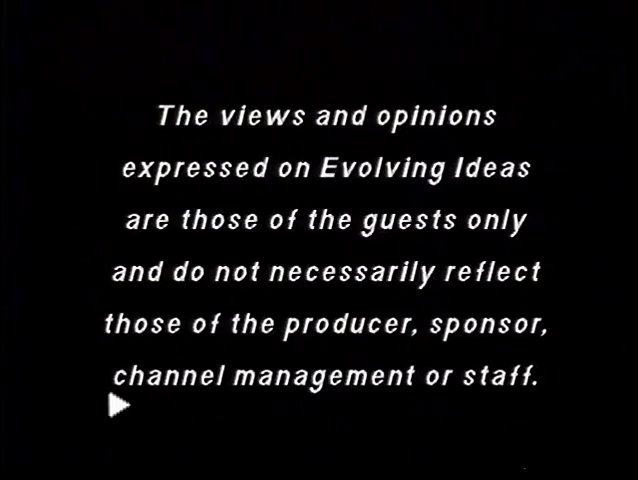 The views and opinions
expressed on Evolving Ideas
are those of the guests only
and do not necessarily reflect
those of the producer, sponsor,
channel management or staff.